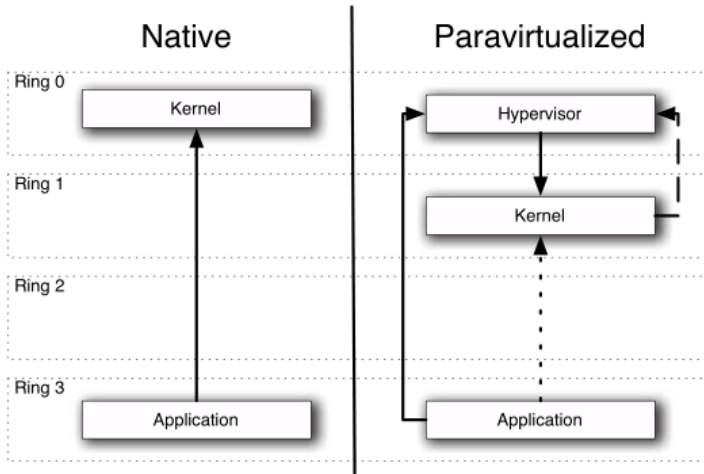 Native
Paravirtualized
Ring 0
Kernel
Hypervisor
Ring 1
Kernel
Ring 2
Ring 3
Application
Application